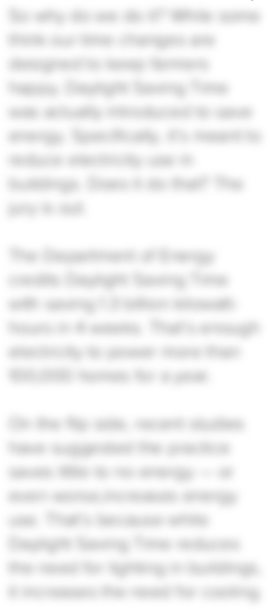 So why do we do it? While some
think our time changes are
designed to keep farmers
happy, Daylight Saving Time
was actually introduced to save
energy. Specifically, it's meant to
reduce electricity use in
buildings. Does it do that? The
jury is out.
The Department of Energy
credits Daylight Saving Time
with saving 1.3 billion kilowatt-
hours in 4 weeks. That's enough
electricity to power more than
100,000 homes for a year.
On the flip side, recent studies
have suggested the practice
saves little to no energy — or
even worse,increases energy
use. That's because while
Daylight Saving Time reduces
the need for lighting in buildings,
it increases the need for cooling.